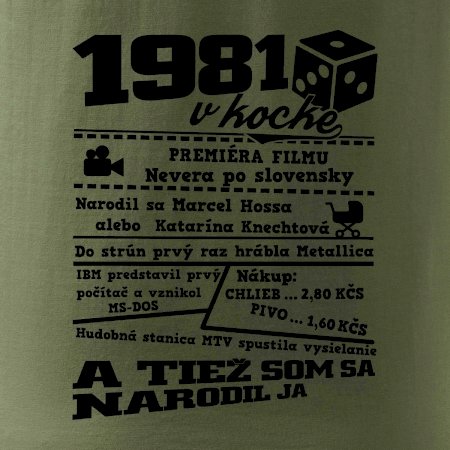 1981
v kocke
PREMIÉRA FILMU
Nevera po slovensky
Narodil sa Marcel Hossa
alebo Katarína Knechtová
Do strún prvý raz hrábla Metallica
IBM predstavil prvý
počítač a vznikol
MS-DOS
Nákup:
CHLIEB ... 2,80 KČS
PIVO ... 1,60 KČS
Hudobná stanica MTV spustila vysielanie
A TIEŽ SOM SA
NARODIL JA